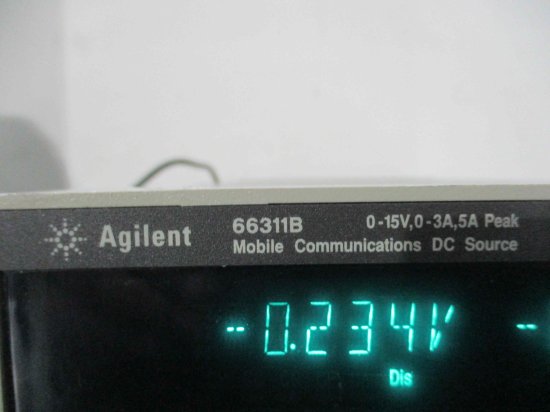 Agilent 66311B 0-15V,0-3A,5A Peak
Mobile Communications DC Source
-0.234V -
Dis